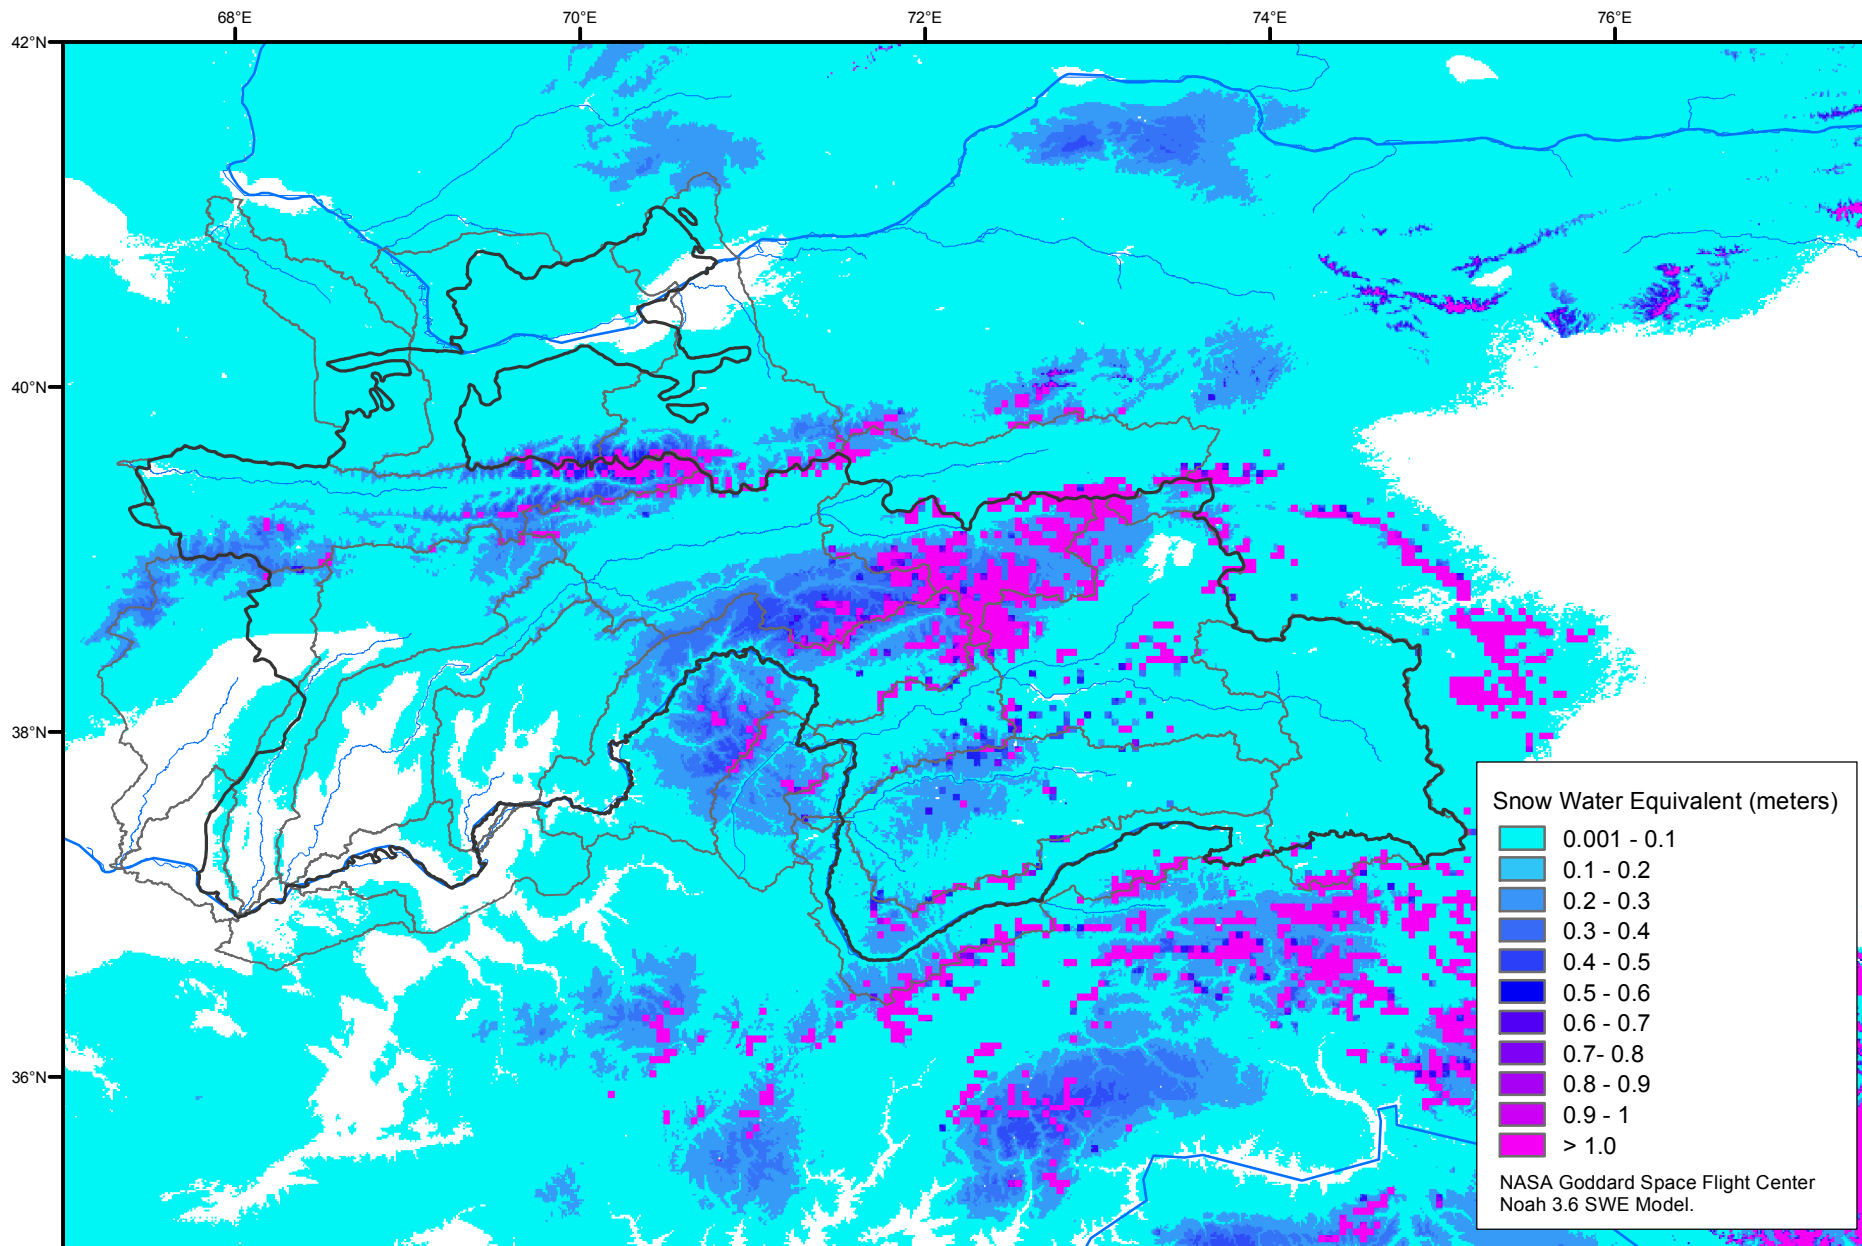 68°E
70°E
72°E
74°E
76°E
42°N
40°N
38°N
36°N
Snow Water Equivalent (meters)
0.001 - 0.1
0.1 - 0.2
0.2 - 0.3
0.3 - 0.4
0.4 - 0.5
0.5 - 0.6
0.6 - 0.7
0.7- 0.8
0.8 - 0.9
0.9 - 1
> 1.0
NASA Goddard Space Flight Center
Noah 3.6 SWE Model.